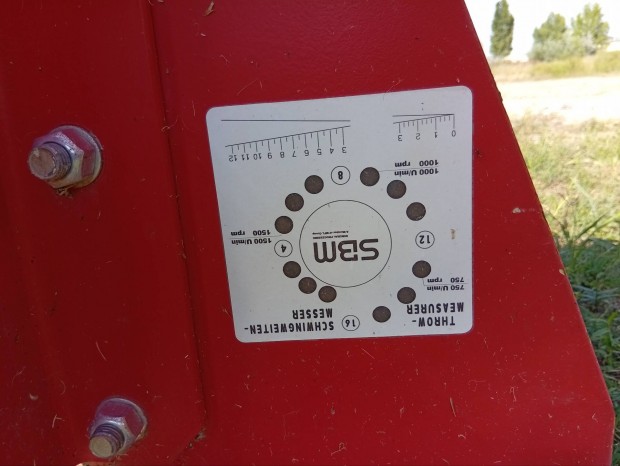 THROW-
MEASURER
16
SCHWINGWEITEN-
MESSER
750 U/min
750 rpm
12
SBM
4
1500 U/min
1500 rpm
1000 U/min
1000 rpm
8
0 1 2 3
3 4 5 6 7 8 9 10 11 12